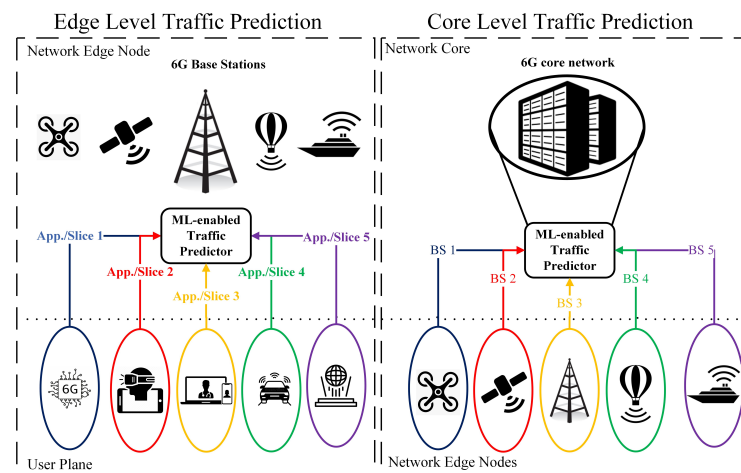 Edge Level Traffic Prediction
Network Edge Node
6G Base Stations
ML-enabled
Traffic
Predictor
App./Slice 1
App./Slice 2
App./Slice 3
App./Slice 4
App./Slice 5
6G
User Plane
Core Level Traffic Prediction
Network Core
6G core network
ML-enabled
Traffic
Predictor
BS 1
BS 2
BS 3
BS 4
BS 5
Network Edge Nodes